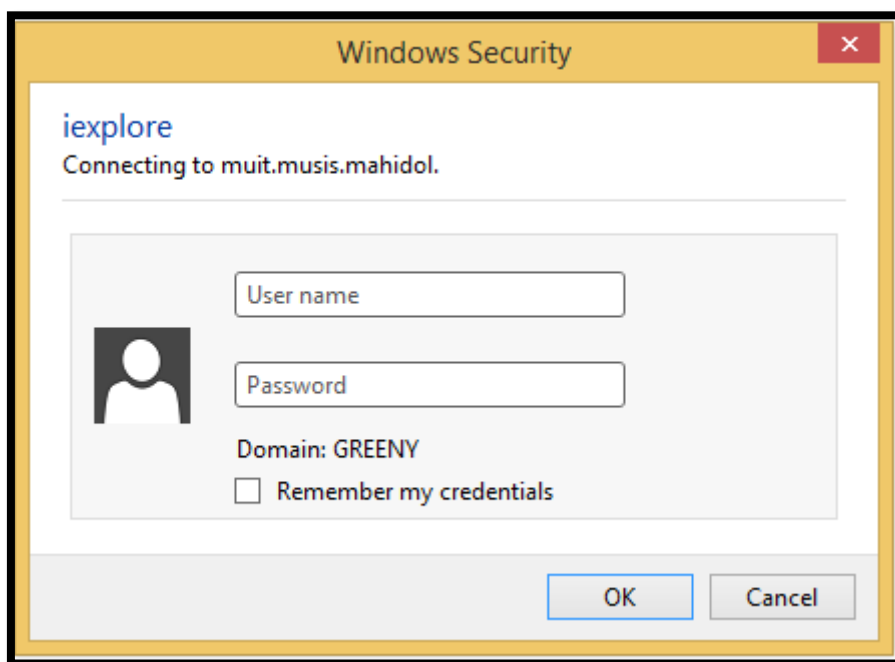 Windows Security
iexplore
Connecting to muit.musis.mahidol.
User name
Password
Domain: GREENY
Remember my credentials
OK
Cancel